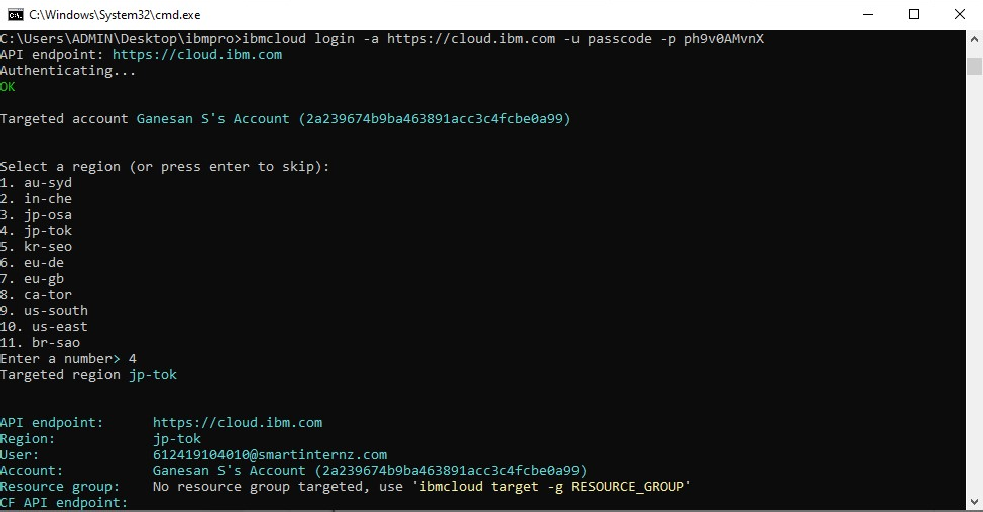 C:\Windows\System32\cmd.exe
C:\Users\ADMIN\Desktop\ibmpro>ibmcloud login -a https://cloud.ibm.com -u passcode -p ph9v0AMvnX
API endpoint: https://cloud.ibm.com
Authenticating...
OK
Targeted account Ganesan S's Account (2a239674b9ba463891acc3c4fcbe0a99)
Select a region (or press enter to skip):
1. au-syd
2. in-che
3. jp-osa
4. jp-tok
5. kr-seo
6. eu-de
7. eu-gb
8. ca-tor
9. us-south
10. us-east
11. br-sao
Enter a number> 4
Targeted region jp-tok
API endpoint: https://cloud.ibm.com
Region: jp-tok
User: 612419104010@smartinternz.com
Account: Ganesan S's Account (2a239674b9ba463891acc3c4fcbe0a99)
Resource group: No resource group targeted, use 'ibmcloud target -g RESOURCE_GROUP'
CF API endpoint: